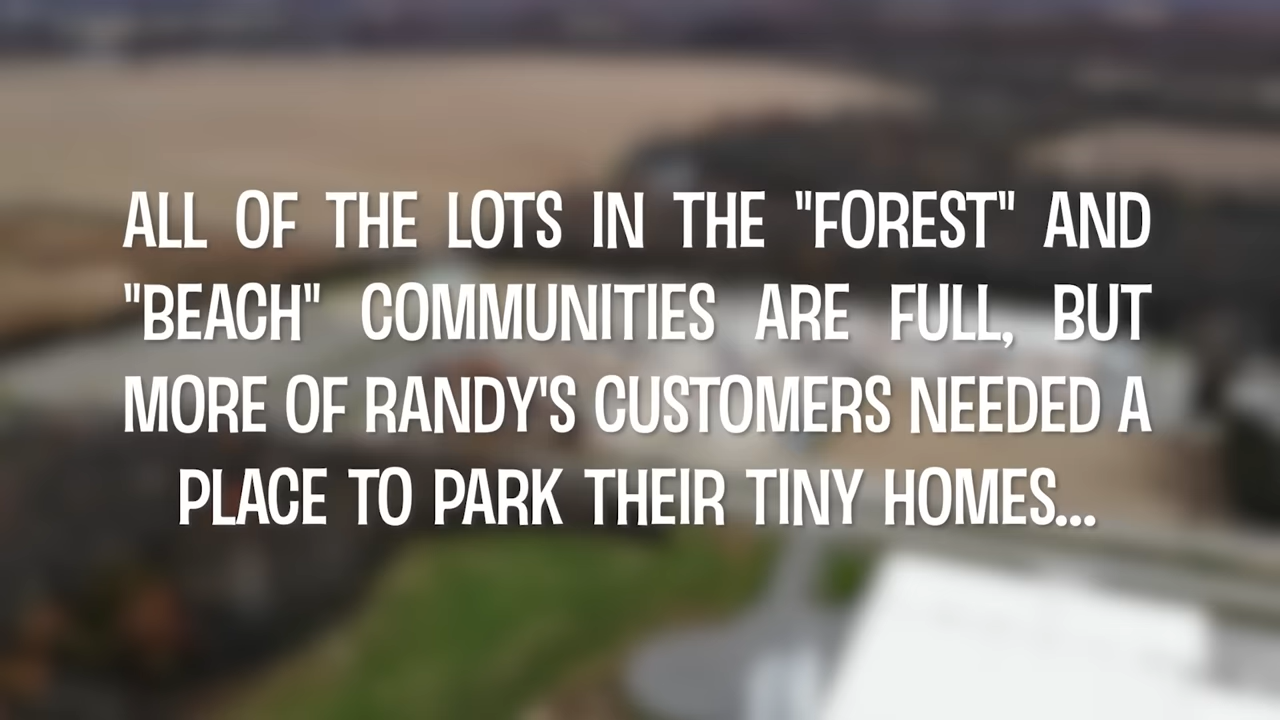 ALL OF THE LOTS IN THE "FOREST" AND
"BEACH" COMMUNITIES ARE FULL, BUT
MORE OF RANDY'S CUSTOMERS NEEDED A
PLACE TO PARK THEIR TINY HOMES...